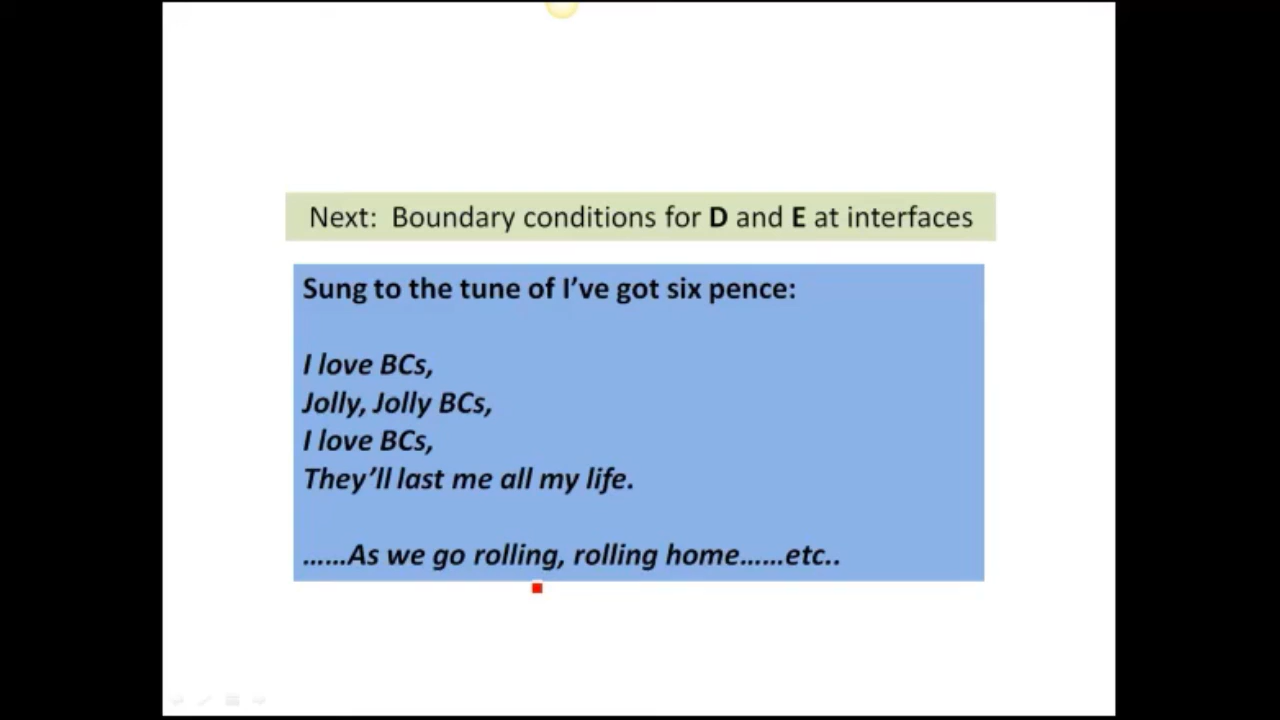 Next: Boundary conditions for D and E at interfaces
Sung to the tune of I’ve got six pence:
I love BCs,
Jolly, Jolly BCs,
I love BCs,
They’ll last me all my life.
……As we go rolling, rolling home……etc..